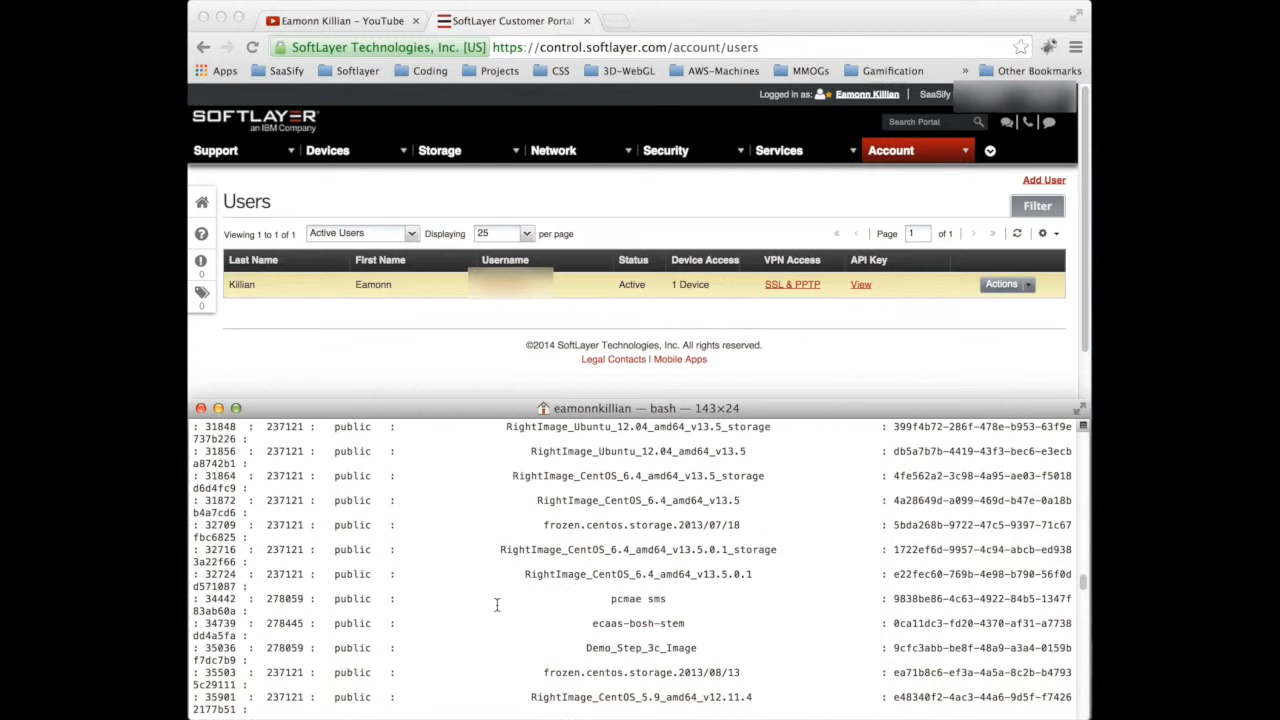 Eamonn Killian – YouTube × SoftLayer Customer Portal ×
SoftLayer Technologies, Inc. [US] https://control.softlayer.com/account/users
Apps SaaSify Softlayer Coding Projects CSS 3D-WebGL AWS-Machines MMOGs Gamification » Other Bookmarks
Logged in as: Eamonn Killian | SaaSify
SOFTLAYER
an IBM Company
Search Portal
Support Devices Storage Network Security Services Account
Add User
Users
Filter
Viewing 1 to 1 of 1 Active Users Displaying 25 per page « ‹ Page 1 of 1 › »
Last Name First Name Username Status Device Access VPN Access API Key
Killian Eamonn Active 1 Device SSL & PPTP View Actions
0
0
©2014 SoftLayer Technologies, Inc. All rights reserved.
Legal Contacts | Mobile Apps
eamonnkillian — bash — 143×24
: 31848 : 237121 : public : RightImage_Ubuntu_12.04_amd64_v13.5_storage : 399f4b72-286f-478e-b953-63f9e
737b226 :
: 31856 : 237121 : public : RightImage_Ubuntu_12.04_amd64_v13.5 : db5a7b7b-4419-43f3-bec6-e3ecb
a8742b1 :
: 31864 : 237121 : public : RightImage_CentOS_6.4_amd64_v13.5_storage : 4fe562a2-3c98-4a95-ae03-f5018
d6d4fc9 :
: 31872 : 237121 : public : RightImage_CentOS_6.4_amd64_v13.5 : 4a28649d-a099-469d-b47e-0a18b
b4a7cd6 :
: 32709 : 237121 : public : frozen.centos.storage.2013/07/18 : 5bda268b-9722-47c5-9397-71c67
fbc6825 :
: 32716 : 237121 : public : RightImage_CentOS_6.4_amd64_v13.5.0.1_storage : 1722ef6d-9957-4c94-abcb-ed938
3a22f66 :
: 32724 : 237121 : public : RightImage_CentOS_6.4_amd64_v13.5.0.1 : e22fec60-769b-4e98-b790-56f0d
d571087 :
: 34442 : 278059 : public : pcmae sms : 9838be86-4c63-4922-84b5-1347f
83ab60a :
: 34739 : 278445 : public : ecaas-bosh-stem : 0ca11dc3-fd20-4370-af31-a7738
dd4a5fa :
: 35036 : 278059 : public : Demo_Step_3c_Image : 9cfc3abb-be8f-48a9-a3a4-0159b
f7dc7b9 :
: 35503 : 237121 : public : frozen.centos.storage.2013/08/13 : ea71b8c6-ef3a-4a5a-8c2b-b4793
5c29111 :
: 35901 : 237121 : public : RightImage_CentOS_5.9_amd64_v12.11.4 : e48340f2-4ac3-44a6-9d5f-f7426
2177b51 :